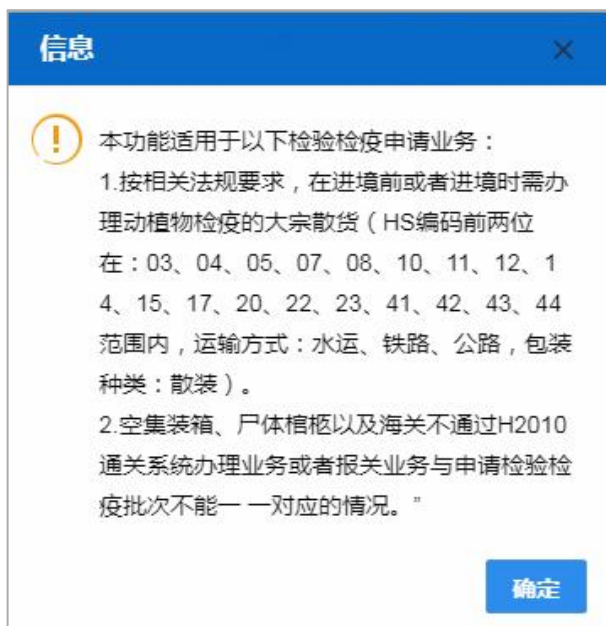 信息
本功能适用于以下检验检疫申请业务：
1.按相关法规要求，在进境前或者进境时需办
理动植物检疫的大宗散货（HS编码前两位
在：03、04、05、07、08、10、11、12、1
4、15、17、20、22、23、41、42、43、44
范围内，运输方式：水运、铁路、公路，包装
种类：散装）。
2.空集装箱、尸体棺柩以及海关不通过H2010
通关系统办理业务或者报关业务与申请检验检
疫批次不能一 一对应的情况。”
确定